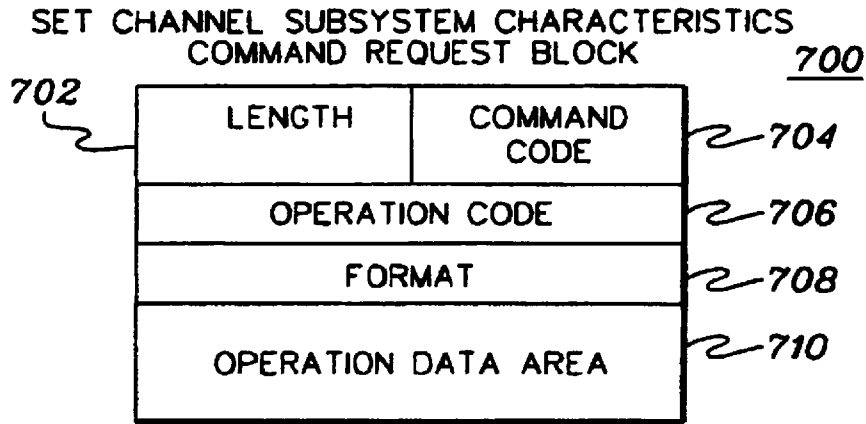 SET CHANNEL SUBSYSTEM CHARACTERISTICS
COMMAND REQUEST BLOCK
700
702
LENGTH
COMMAND
CODE
704
OPERATION CODE
706
FORMAT
708
OPERATION DATA AREA
710